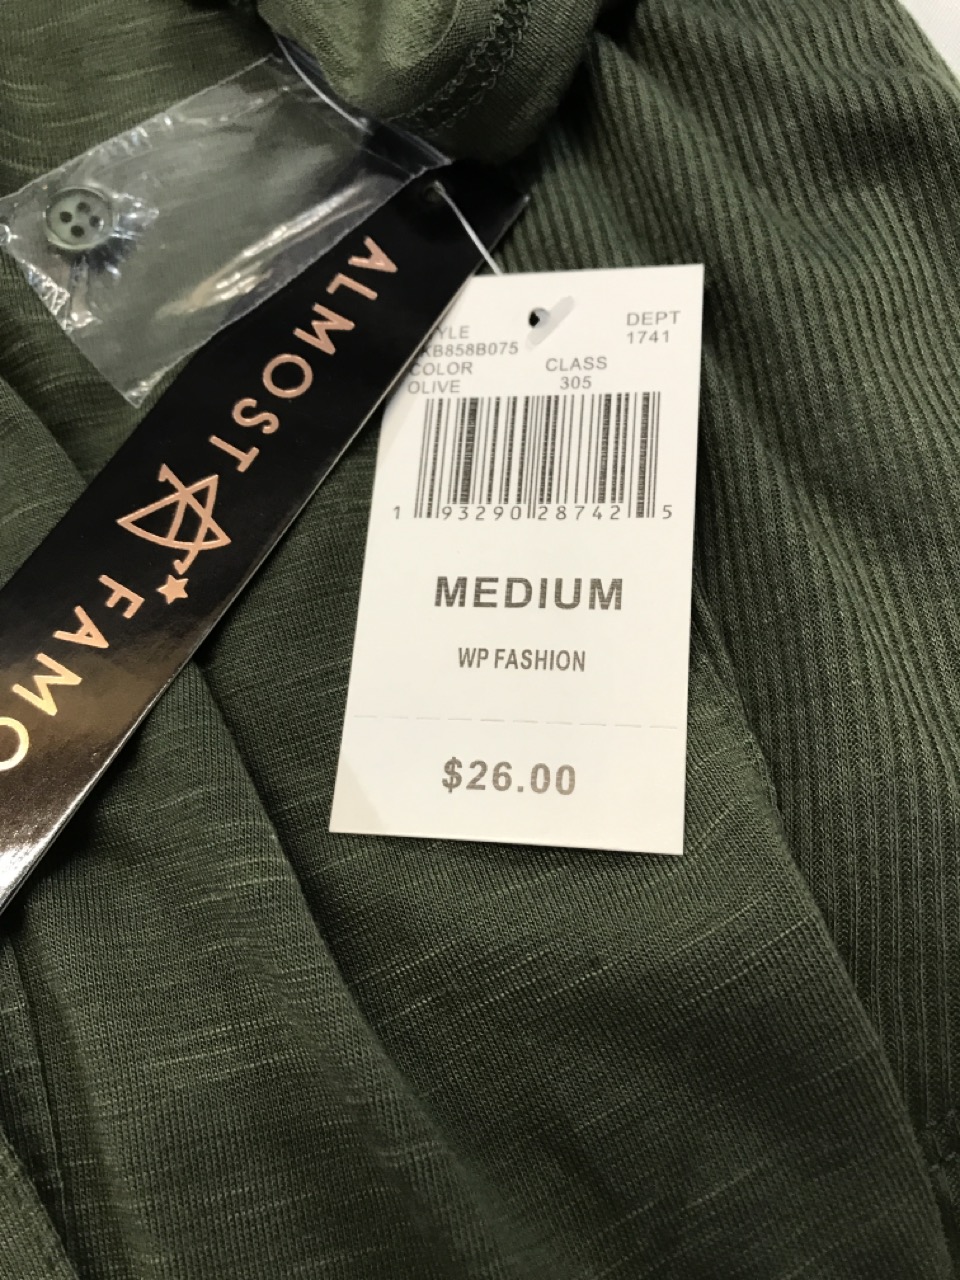 ALMOST
FAMO
DEPT
1741
COLOR
OLIVE
CLASS
305
1 93290 28742 5
MEDIUM
WP FASHION
$26.00